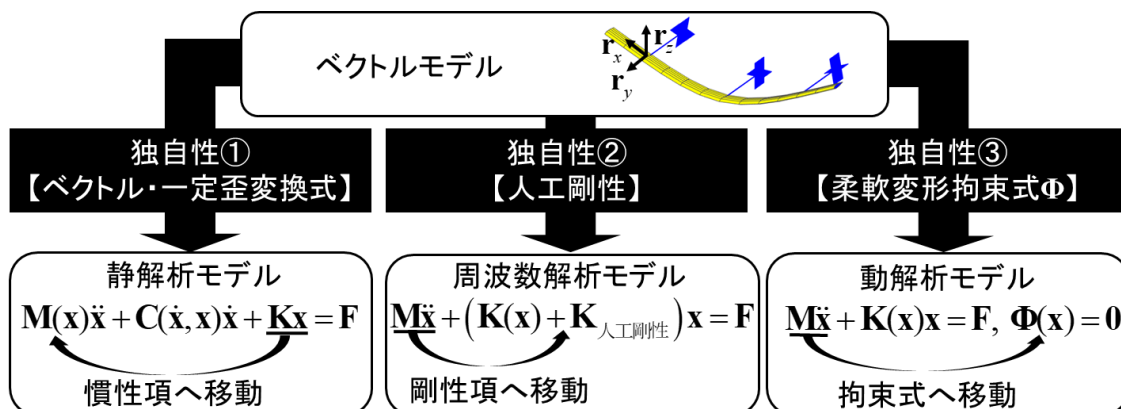 ベクトルモデル
r_x r_y r_z
独自性①
【ベクトル・一定歪変換式】
静解析モデル
M(x)ẍ + C(ẋ,x)ẋ + Kx = F
慣性項へ移動
独自性②
【人工剛性】
周波数解析モデル
Mẍ + (K(x) + K人工剛性)x = F
剛性項へ移動
独自性③
【柔軟変形拘束式Φ】
動解析モデル
Mẍ + K(x)x = F, Φ(x) = 0
拘束式へ移動